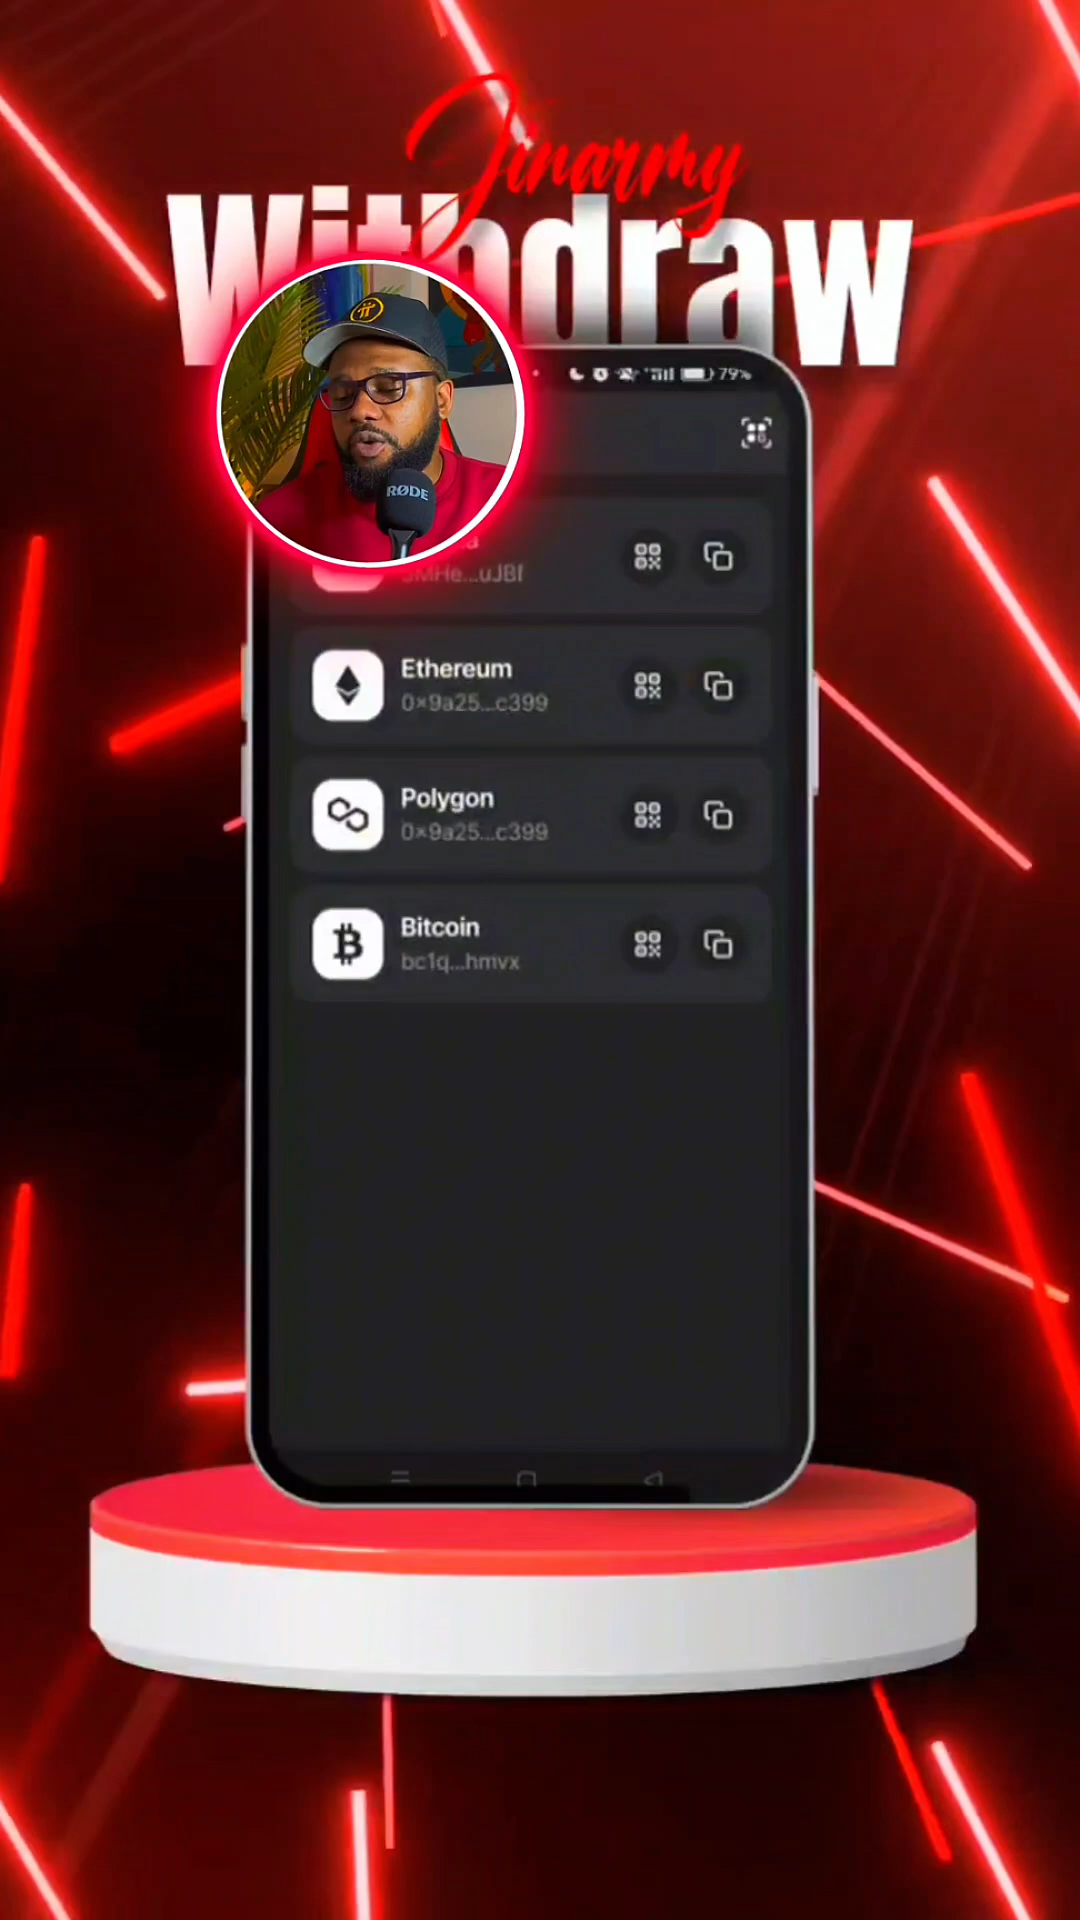 Jinarmy
Withdraw
79%
RØDE
Ethereum
0x9a25...c399
Polygon
0x9a25...c399
Bitcoin
bc1q...hmvx